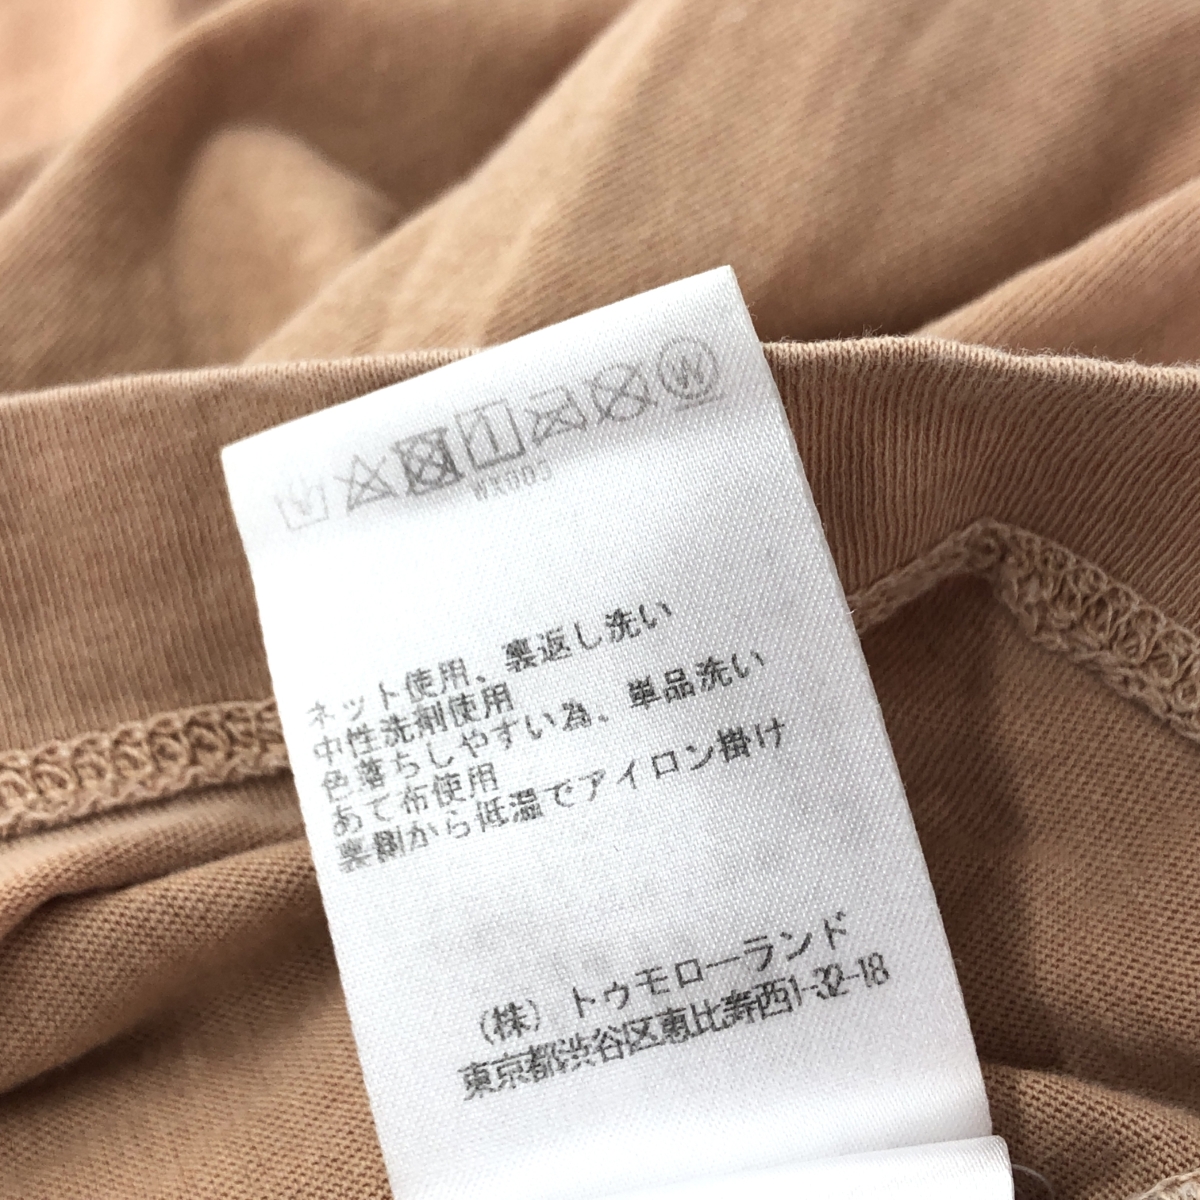 ネット使用、裏返し洗い
中性洗剤使用
色落ちしやすい為、単品洗い
あて布使用
裏側から低温でアイロン掛け
(株) トゥモローランド
東京都渋谷区恵比寿西1-32-18